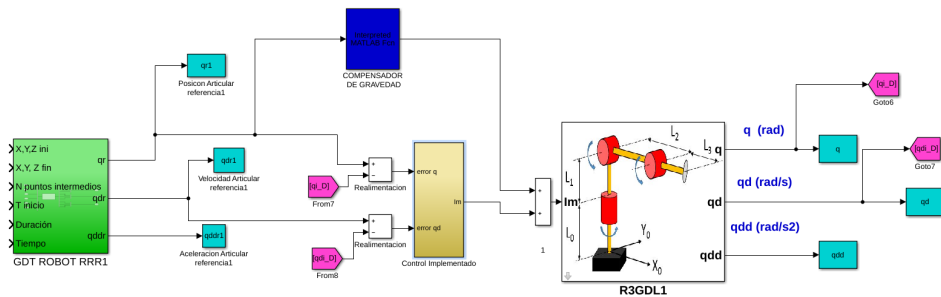 X,Y,Z ini
X,Y, Z fin
N puntos intermedios
T inicio
Duración
Tiempo
qr
qdr
qddr
GDT ROBOT RRR1
qr1
Posicon Articular
referencia1
qdr1
Velocidad Articular
referencia1
qddr1
Aceleracion Articular
referencia1
COMPENSADOR
DE GRAVEDAD
[qi_D]
From7
[qdi_D]
From8
+
−
Realimentacion
+
−
Realimentacion
error q
error qd
Im
Control Implementado
+
+
1
Im
L0
L1
L2
L3
Y0
X0
q
qd
qdd
R3GDL1
q (rad)
qd (rad/s)
qdd (rad/s2)
[qi_D]
Goto6
q
[qdi_D]
Goto7
qd
qdd